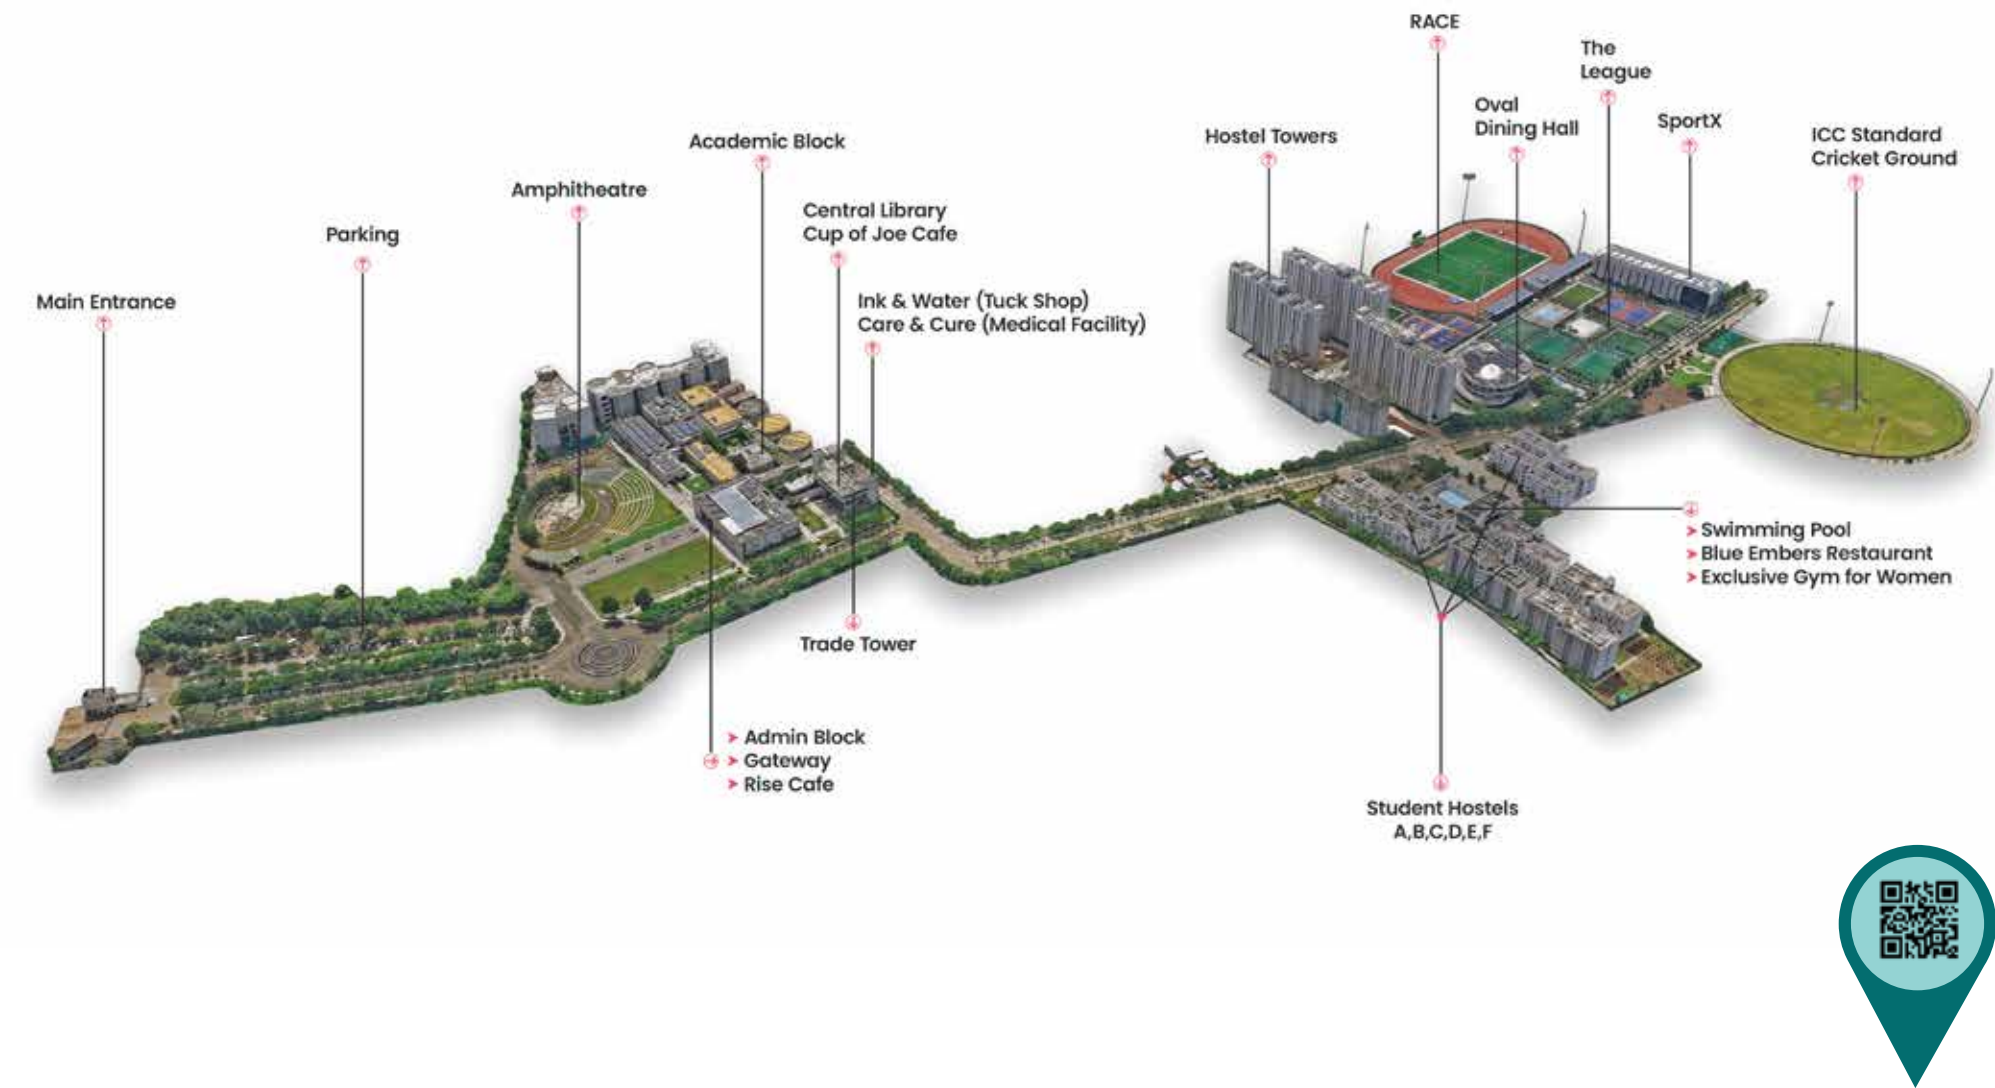 RACE
The
League
Oval
Dining Hall
SportX
Hostel Towers
ICC Standard
Cricket Ground
Academic Block
Amphitheatre
Central Library
Cup of Joe Cafe
Parking
Ink & Water (Tuck Shop)
Care & Cure (Medical Facility)
Main Entrance
Swimming Pool
Blue Embers Restaurant
Exclusive Gym for Women
Trade Tower
Admin Block
Gateway
Rise Cafe
Student Hostels
A,B,C,D,E,F